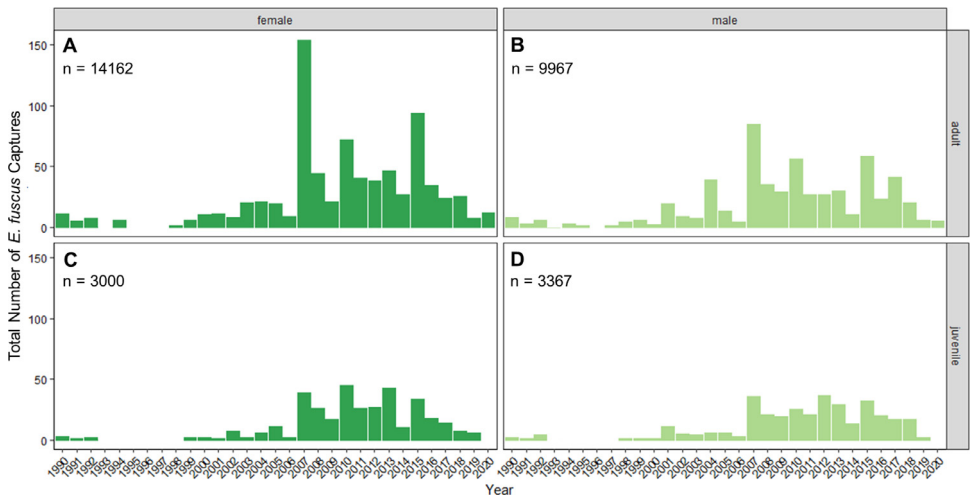 female
male
A
n = 14162
B
n = 9967
adult
150
100
50
0
Total Number of E. fuscus Captures
C
n = 3000
D
n = 3367
juvenile
150
100
50
0
1990 1991 1992 1993 1994 1995 1996 1997 1998 1999 2000 2001 2002 2003 2004 2005 2006 2007 2008 2009 2010 2011 2012 2013 2014 2015 2016 2017 2018 2019 2020
1990 1991 1992 1993 1994 1995 1996 1997 1998 1999 2000 2001 2002 2003 2004 2005 2006 2007 2008 2009 2010 2011 2012 2013 2014 2015 2016 2017 2018 2019 2020
Year